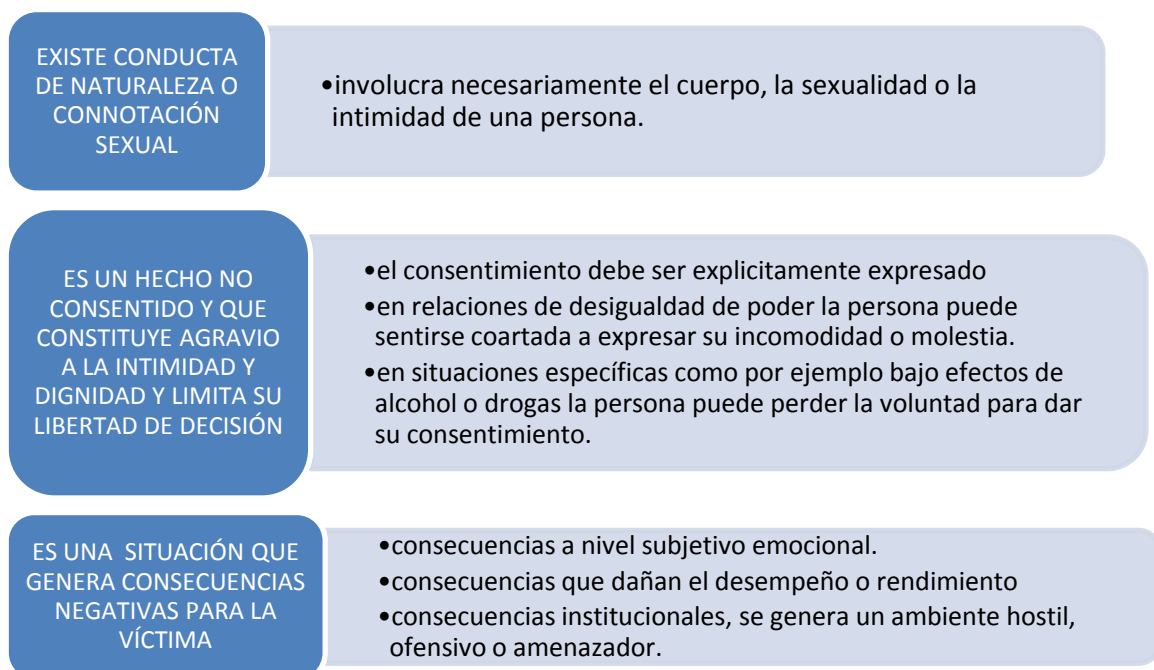 EXISTE CONDUCTA
DE NATURALEZA O
CONNOTACIÓN
SEXUAL
•involucra necesariamente el cuerpo, la sexualidad o la
intimidad de una persona.
ES UN HECHO NO
CONSENTIDO Y QUE
CONSTITUYE AGRAVIO
A LA INTIMIDAD Y
DIGNIDAD Y LIMITA SU
LIBERTAD DE DECISIÓN
•el consentimiento debe ser explicitamente expresado
•en relaciones de desigualdad de poder la persona puede
sentirse coartada a expresar su incomodidad o molestia.
•en situaciones específicas como por ejemplo bajo efectos de
alcohol o drogas la persona puede perder la voluntad para dar
su consentimiento.
ES UNA SITUACIÓN QUE
GENERA CONSECUENCIAS
NEGATIVAS PARA LA
VÍCTIMA
•consecuencias a nivel subjetivo emocional.
•consecuencias que dañan el desempeño o rendimiento
•consecuencias institucionales, se genera un ambiente hostil,
ofensivo o amenazador.